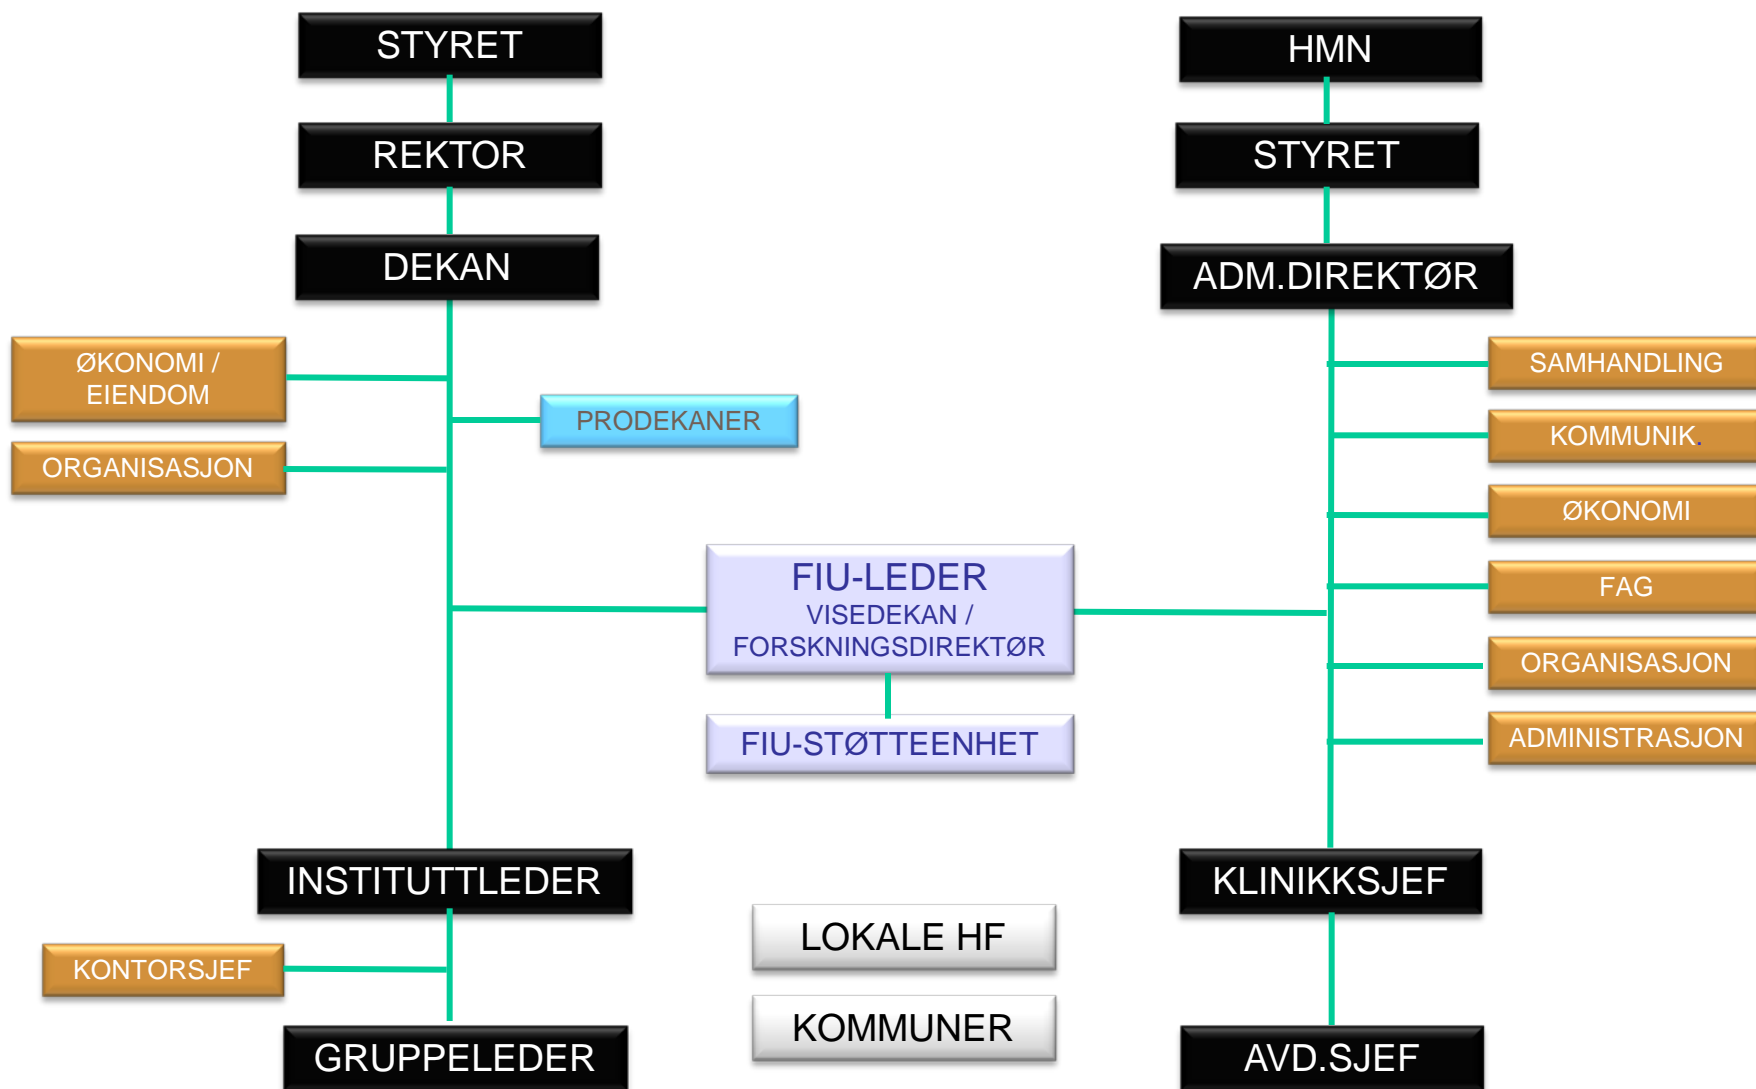 STYRET
HMN
REKTOR
STYRET
DEKAN
ADM.DIREKTØR
ØKONOMI /
EIENDOM
SAMHANDLING
PRODEKANER
KOMMUNIK.
ORGANISASJON
ØKONOMI
FIU-LEDER
VISEDEKAN /
FORSKNINGSDIREKTØR
FAG
ORGANISASJON
FIU-STØTTEENHET
ADMINISTRASJON
INSTITUTTLEDER
KLINIKKSJEF
LOKALE HF
KONTORSJEF
KOMMUNER
GRUPPELEDER
AVD.SJEF